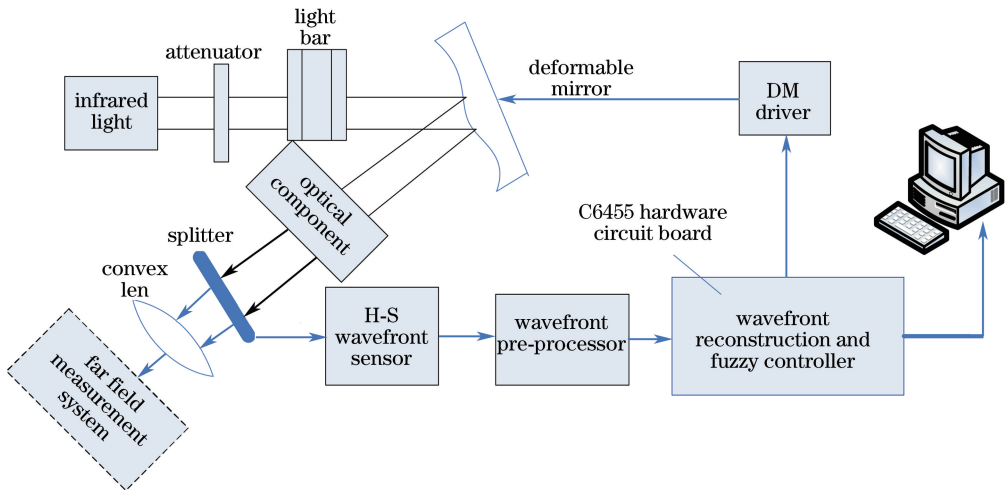 light
bar
attenuator
infrared
light
deformable
mirror
DM
driver
optical
component
C6455 hardware
circuit board
splitter
convex
len
H-S
wavefront
sensor
wavefront
pre-processor
wavefront
reconstruction and
fuzzy controller
far field
measurement
system